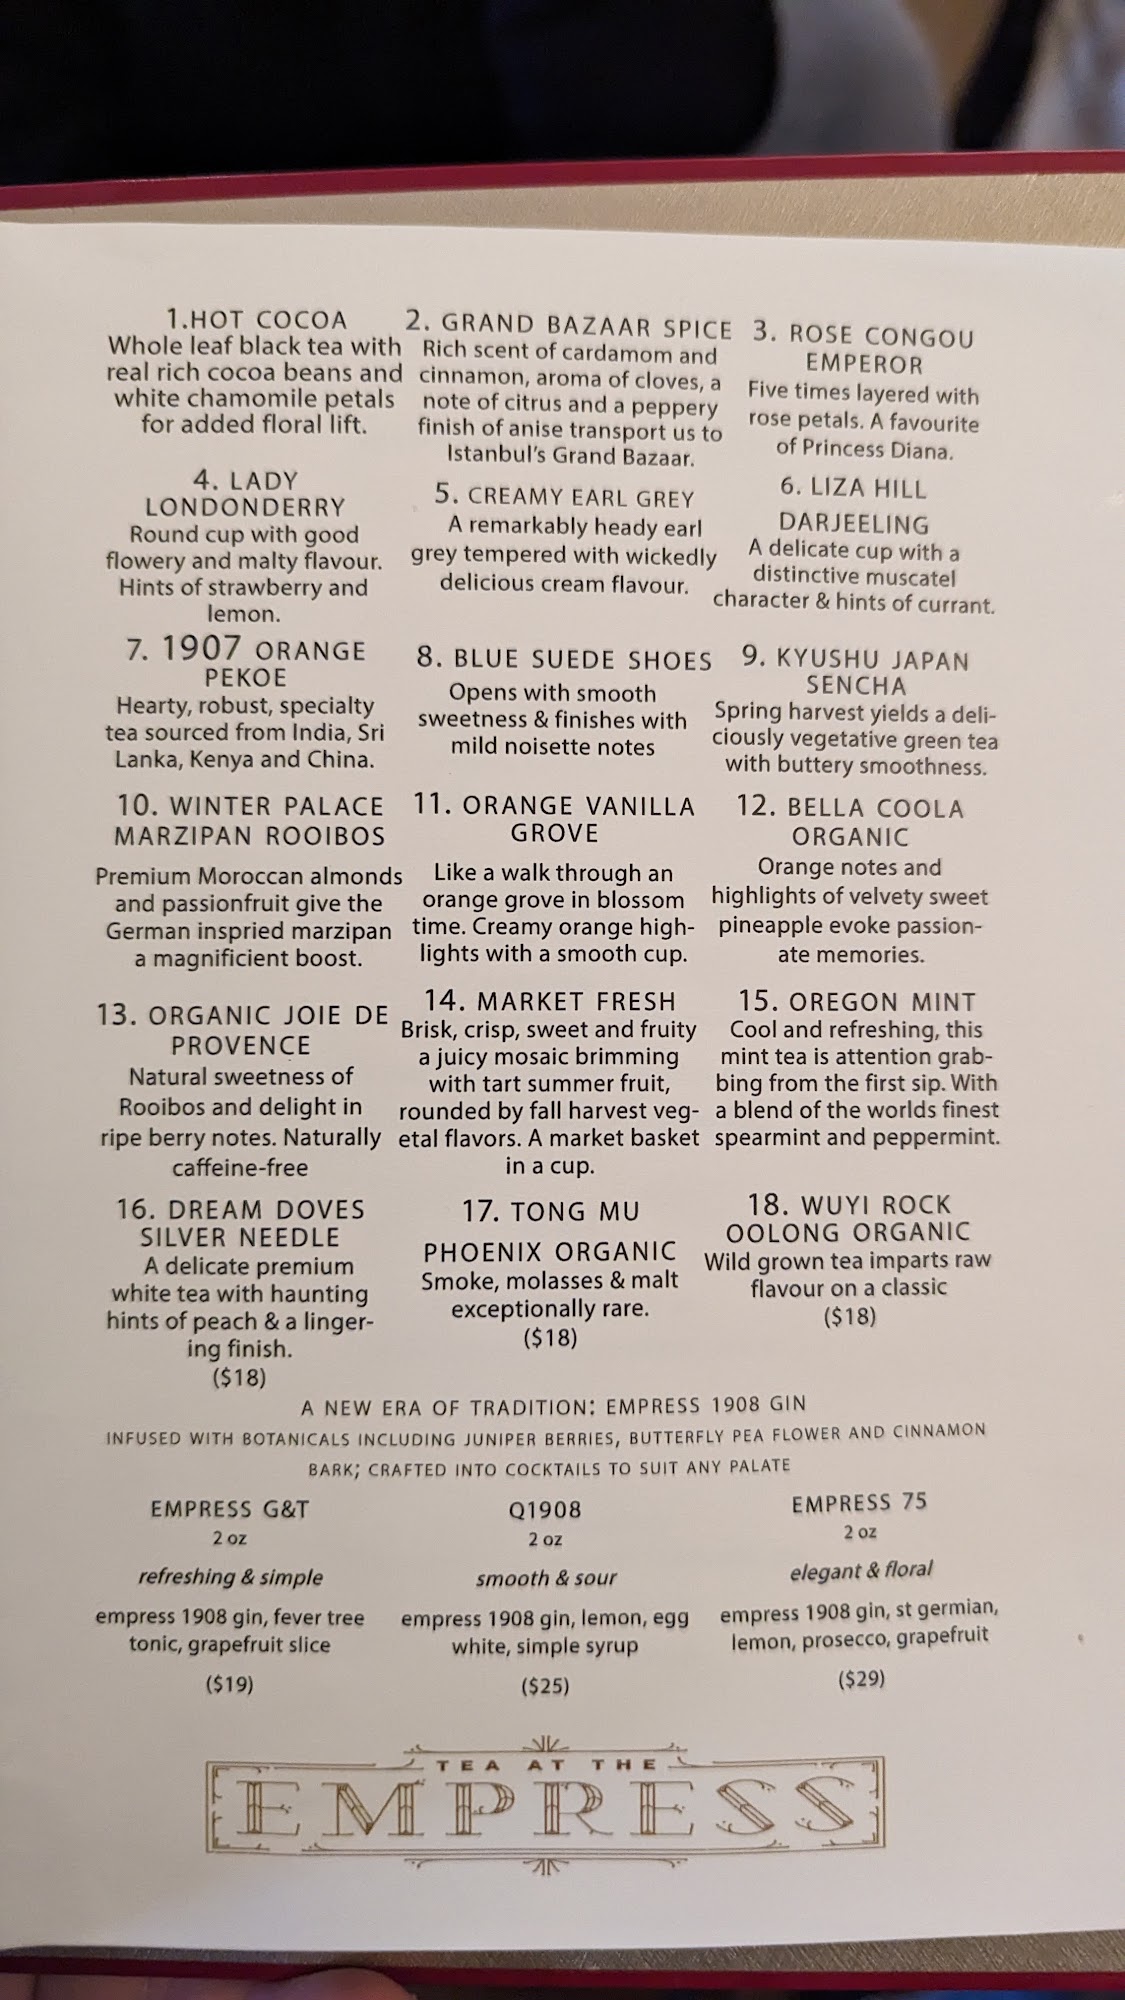 1.HOT COCOA
Whole leaf black tea with
real rich cocoa beans and
white chamomile petals
for added floral lift.
2. GRAND BAZAAR SPICE
Rich scent of cardamom and
cinnamon, aroma of cloves, a
note of citrus and a peppery
finish of anise transport us to
Istanbul's Grand Bazaar.
3. ROSE CONGOU
EMPEROR
Five times layered with
rose petals. A favourite
of Princess Diana.
4. LADY
LONDONDERRY
Round cup with good
flowery and malty flavour.
Hints of strawberry and
lemon.
5. CREAMY EARL GREY
A remarkably heady earl
grey tempered with wickedly
delicious cream flavour.
6. LIZA HILL
DARJEELING
A delicate cup with a
distinctive muscatel
character & hints of currant.
7. 1907 ORANGE
PEKOE
Hearty, robust, specialty
tea sourced from India, Sri
Lanka, Kenya and China.
8. BLUE SUEDE SHOES
Opens with smooth
sweetness & finishes with
mild noisette notes
9. KYUSHU JAPAN
SENCHA
Spring harvest yields a deli-
ciously vegetative green tea
with buttery smoothness.
10. WINTER PALACE
MARZIPAN ROOIBOS
Premium Moroccan almonds
and passionfruit give the
German inspried marzipan
a magnificient boost.
11. ORANGE VANILLA
GROVE
Like a walk through an
orange grove in blossom
time. Creamy orange high-
lights with a smooth cup.
12. BELLA COOLA
ORGANIC
Orange notes and
highlights of velvety sweet
pineapple evoke passion-
ate memories.
13. ORGANIC JOIE DE
PROVENCE
Natural sweetness of
Rooibos and delight in
ripe berry notes. Naturally
caffeine-free
14. MARKET FRESH
Brisk, crisp, sweet and fruity
a juicy mosaic brimming
with tart summer fruit,
rounded by fall harvest veg-
etal flavors. A market basket
in a cup.
15. OREGON MINT
Cool and refreshing, this
mint tea is attention grab-
bing from the first sip. With
a blend of the worlds finest
spearmint and peppermint.
16. DREAM DOVES
SILVER NEEDLE
A delicate premium
white tea with haunting
hints of peach & a linger-
ing finish.
($18)
17. TONG MU
PHOENIX ORGANIC
Smoke, molasses & malt
exceptionally rare.
($18)
18. WUYI ROCK
OOLONG ORGANIC
Wild grown tea imparts raw
flavour on a classic
($18)
A NEW ERA OF TRADITION: EMPRESS 1908 GIN
INFUSED WITH BOTANICALS INCLUDING JUNIPER BERRIES, BUTTERFLY PEA FLOWER AND CINNAMON
BARK; CRAFTED INTO COCKTAILS TO SUIT ANY PALATE
EMPRESS G&T
2 oz
refreshing & simple
empress 1908 gin, fever tree
tonic, grapefruit slice
($19)
Q1908
2 oz
smooth & sour
empress 1908 gin, lemon, egg
white, simple syrup
($25)
EMPRESS 75
2 oz
elegant & floral
empress 1908 gin, st germian,
lemon, prosecco, grapefruit
($29)
TEA AT THE
EMPRESS